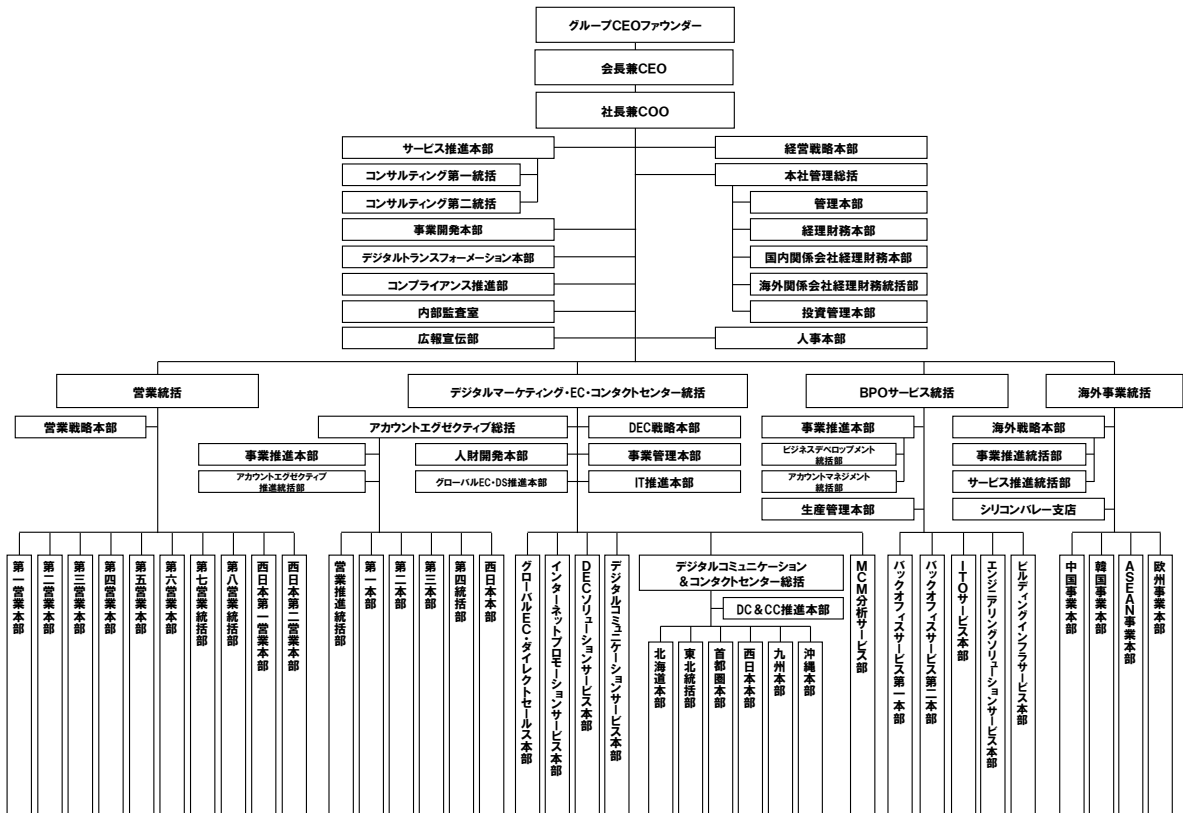 グループCEOファウンダー
会長兼CEO
社長兼COO
サービス推進本部
経営戦略本部
コンサルティング第一統括
本社管理総括
コンサルティング第二統括
管理本部
事業開発本部
経理財務本部
デジタルトランスフォーメーション本部
国内関係会社経理財務本部
コンプライアンス推進部
海外関係会社経理財務統括部
内部監査室
投資管理本部
広報宣伝部
人事本部
営業統括
デジタルマーケティング・EC・コンタクトセンター統括
BPOサービス統括
海外事業統括
営業戦略本部
アカウントエグゼクティブ総括
DEC戦略本部
事業推進本部
海外戦略本部
事業推進本部
人財開発本部
事業管理本部
ビジネスデベロップメント
統括部
事業推進統括部
アカウントエグゼクティブ
推進統括部
グローバルEC・DS推進本部
IT推進本部
アカウントマネジメント
統括部
サービス推進統括部
生産管理本部
シリコンバレー支店
第一営業本部
第二営業本部
第三営業本部
第四営業本部
第五営業本部
第六営業本部
第七営業統括部
第八営業統括部
西日本第一営業本部
西日本第二営業本部
営業推進統括部
第一本部
第二本部
第三本部
第四統括部
西日本本部
グローバルEC・ダイレクトセールス本部
インターネットプロモーションサービス本部
DECソリューションサービス本部
デジタルコミュニケーションサービス本部
デジタルコミュニケーション
&コンタクトセンター総括
DC&CC推進本部
北海道本部
東北統括部
首都圏本部
西日本本部
九州本部
沖縄本部
MCM分析サービス部
バックオフィスサービス第一本部
バックオフィスサービス第二本部
ITOサービス本部
エンジニアリングソリューションサービス本部
ビルディングインフラサービス本部
中国事業本部
韓国事業本部
ASEAN事業本部
欧州事業本部